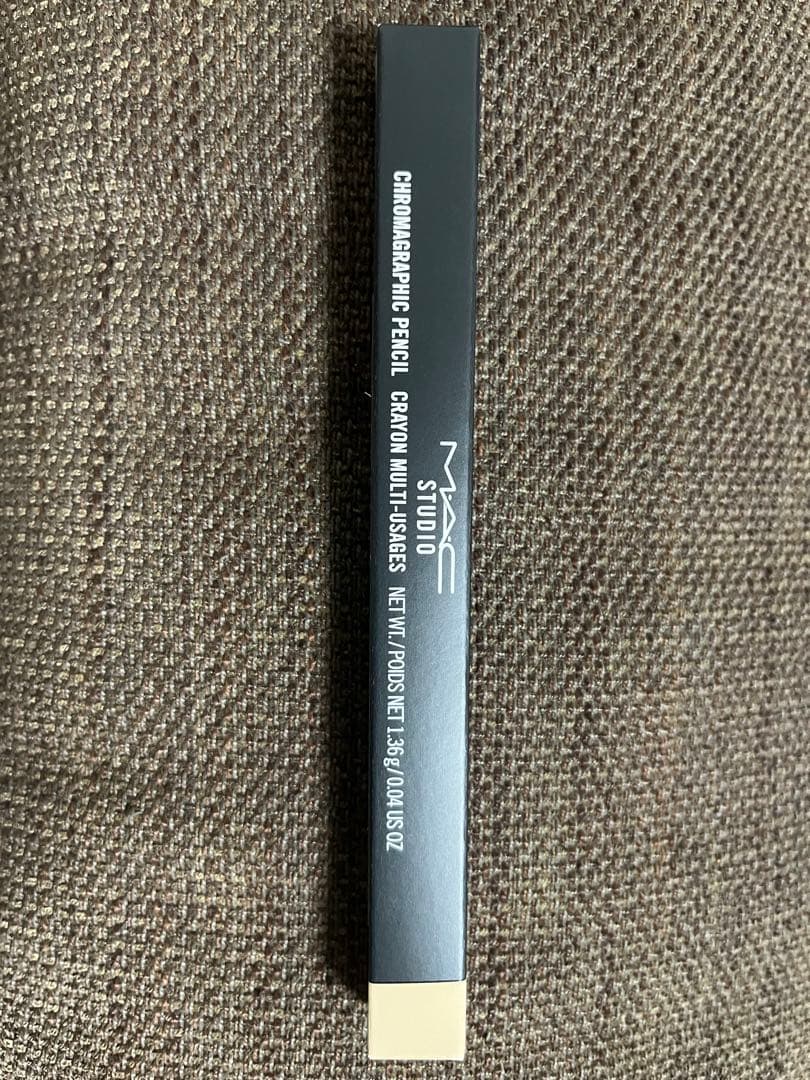 M·A·C
STUDIO
CHROMAGRAPHIC PENCIL CRAYON MULTI-USAGES NET WT./POIDS NET 1.36 g/0.04 US OZ